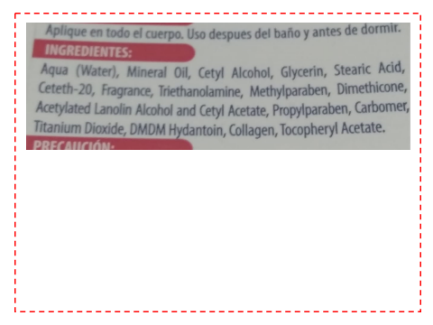 Aplique en todo el cuerpo. Uso despues del baño y antes de dormir.
INGREDIENTES:
Aqua (Water), Mineral Oil, Cetyl Alcohol, Glycerin, Stearic Acid,
Ceteth-20, Fragrance, Triethanolamine, Methylparaben, Dimethicone,
Acetylated Lanolin Alcohol and Cetyl Acetate, Propylparaben, Carbomer,
Titanium Dioxide, DMDM Hydantoin, Collagen, Tocopheryl Acetate.
PRECAUCIÓN: